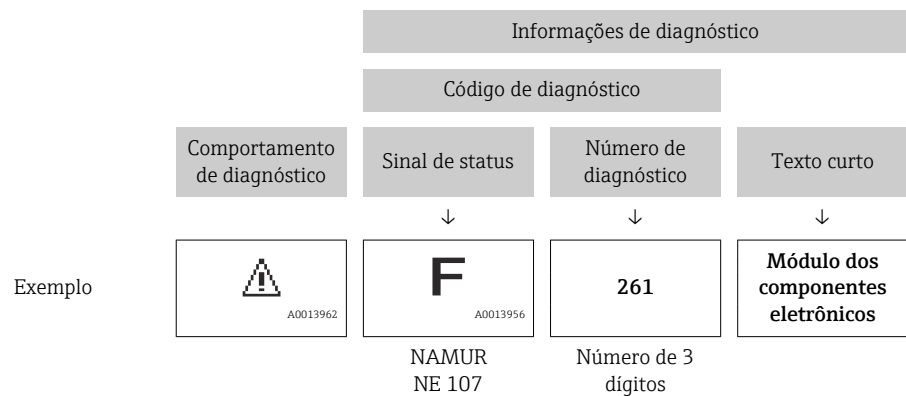 Informações de diagnóstico
Código de diagnóstico
Comportamento
de diagnóstico
Sinal de status
Número de
diagnóstico
Texto curto
↓ ↓ ↓
Exemplo
A0013962
F
A0013956
261
Módulo dos
componentes
eletrônicos
NAMUR
NE 107
Número de 3
dígitos